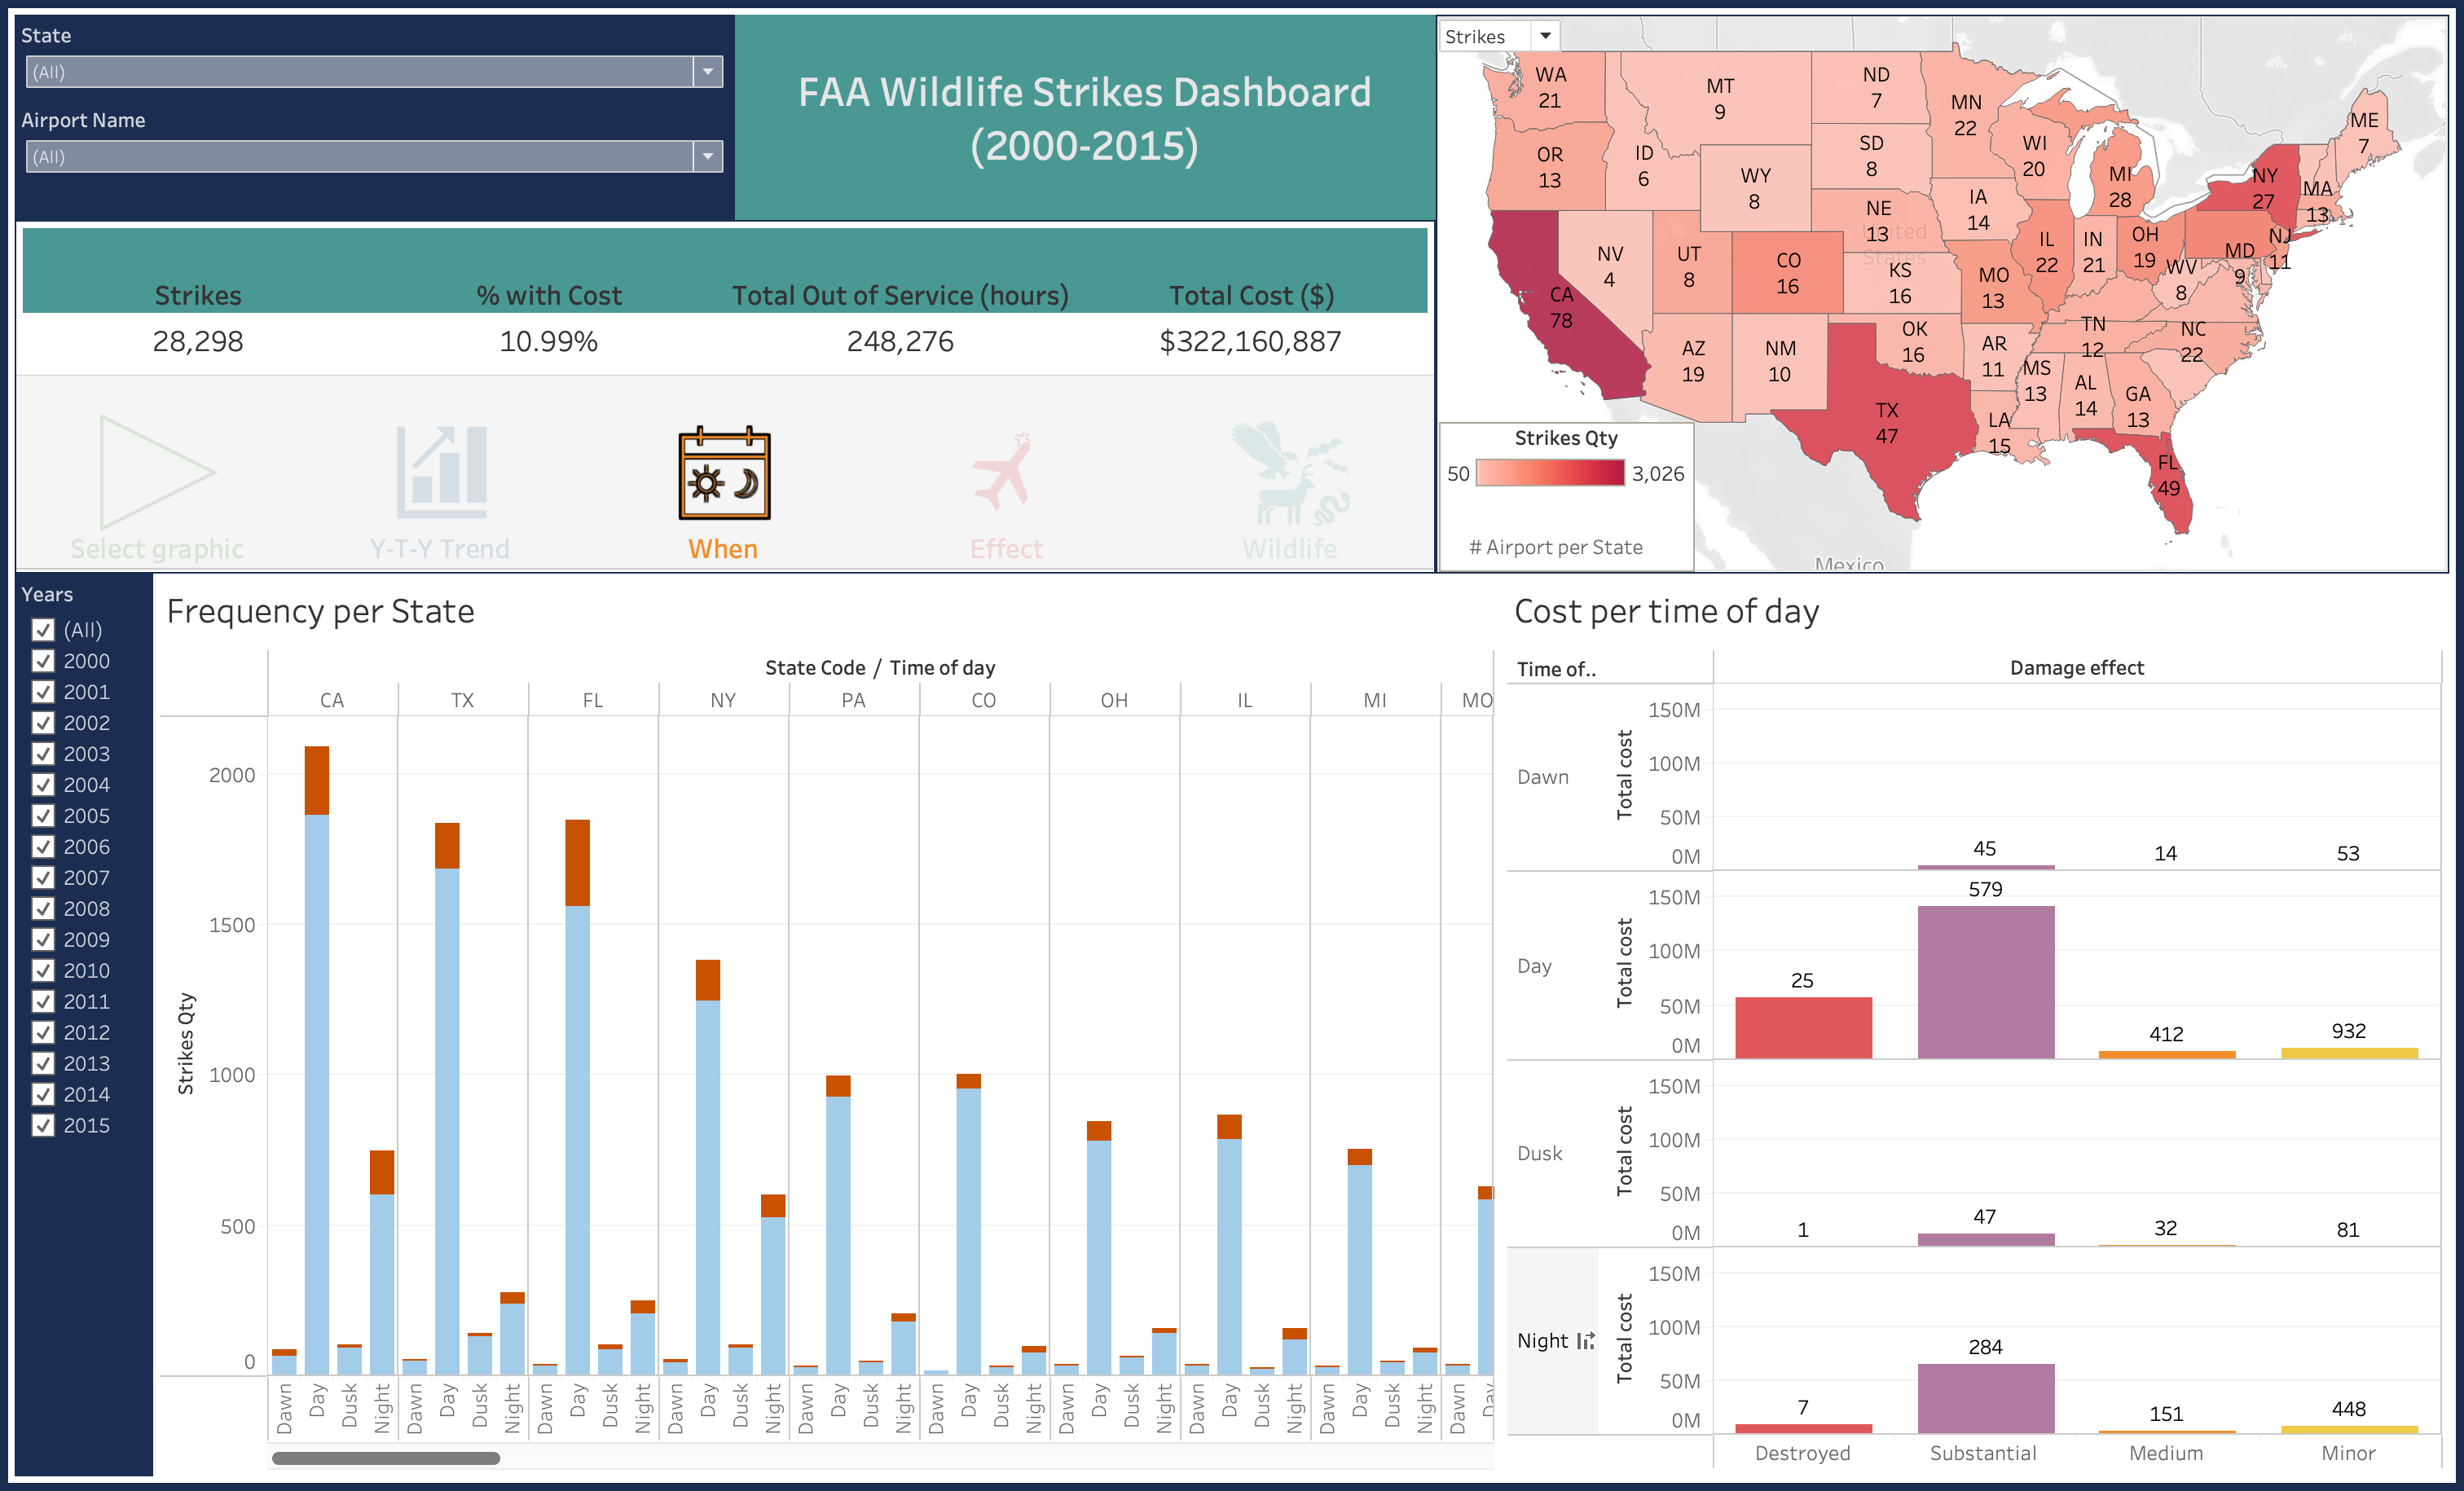 State
(All)
Airport Name
(All)
FAA Wildlife Strikes Dashboard
(2000-2015)
Strikes
% with Cost
Total Out of Service (hours)
Total Cost ($)
28,298
10.99%
248,276
$322,160,887
Select graphic
Y-T-Y Trend
When
Effect
Wildlife
Strikes
WA
21
MT
9
ND
7
MN
22
ME
7
OR
13
ID
6
SD
8
WI
20
WY
8
MI
28
NY
27
MA
13
IA
14
NE
13
United
States
NV
4
UT
8
CO
16
IL
22
IN
21
OH
19
MD
9
NJ
11
WV
8
KS
16
MO
13
CA
78
AZ
19
NM
10
OK
16
AR
11
TN
12
NC
22
MS
13
AL
14
GA
13
TX
47
LA
15
FL
49
Mexico
Strikes Qty
50
3,026
# Airport per State
Years
(All)
2000
2001
2002
2003
2004
2005
2006
2007
2008
2009
2010
2011
2012
2013
2014
2015
Frequency per State
State Code / Time of day
CA
TX
FL
NY
PA
CO
OH
IL
MI
MO
Strikes Qty
2000
1500
1000
500
0
Dawn
Day
Dusk
Night
Dawn
Day
Dusk
Night
Dawn
Day
Dusk
Night
Dawn
Day
Dusk
Night
Dawn
Day
Dusk
Night
Dawn
Day
Dusk
Night
Dawn
Day
Dusk
Night
Dawn
Day
Dusk
Night
Dawn
Day
Dusk
Night
Dawn
Day
Cost per time of day
Time of..
Damage effect
Dawn
Total cost
150M
100M
50M
0M
45
14
53
Day
Total cost
150M
100M
50M
0M
25
579
412
932
Dusk
Total cost
150M
100M
50M
0M
1
47
32
81
Night
Total cost
150M
100M
50M
0M
7
284
151
448
Destroyed
Substantial
Medium
Minor